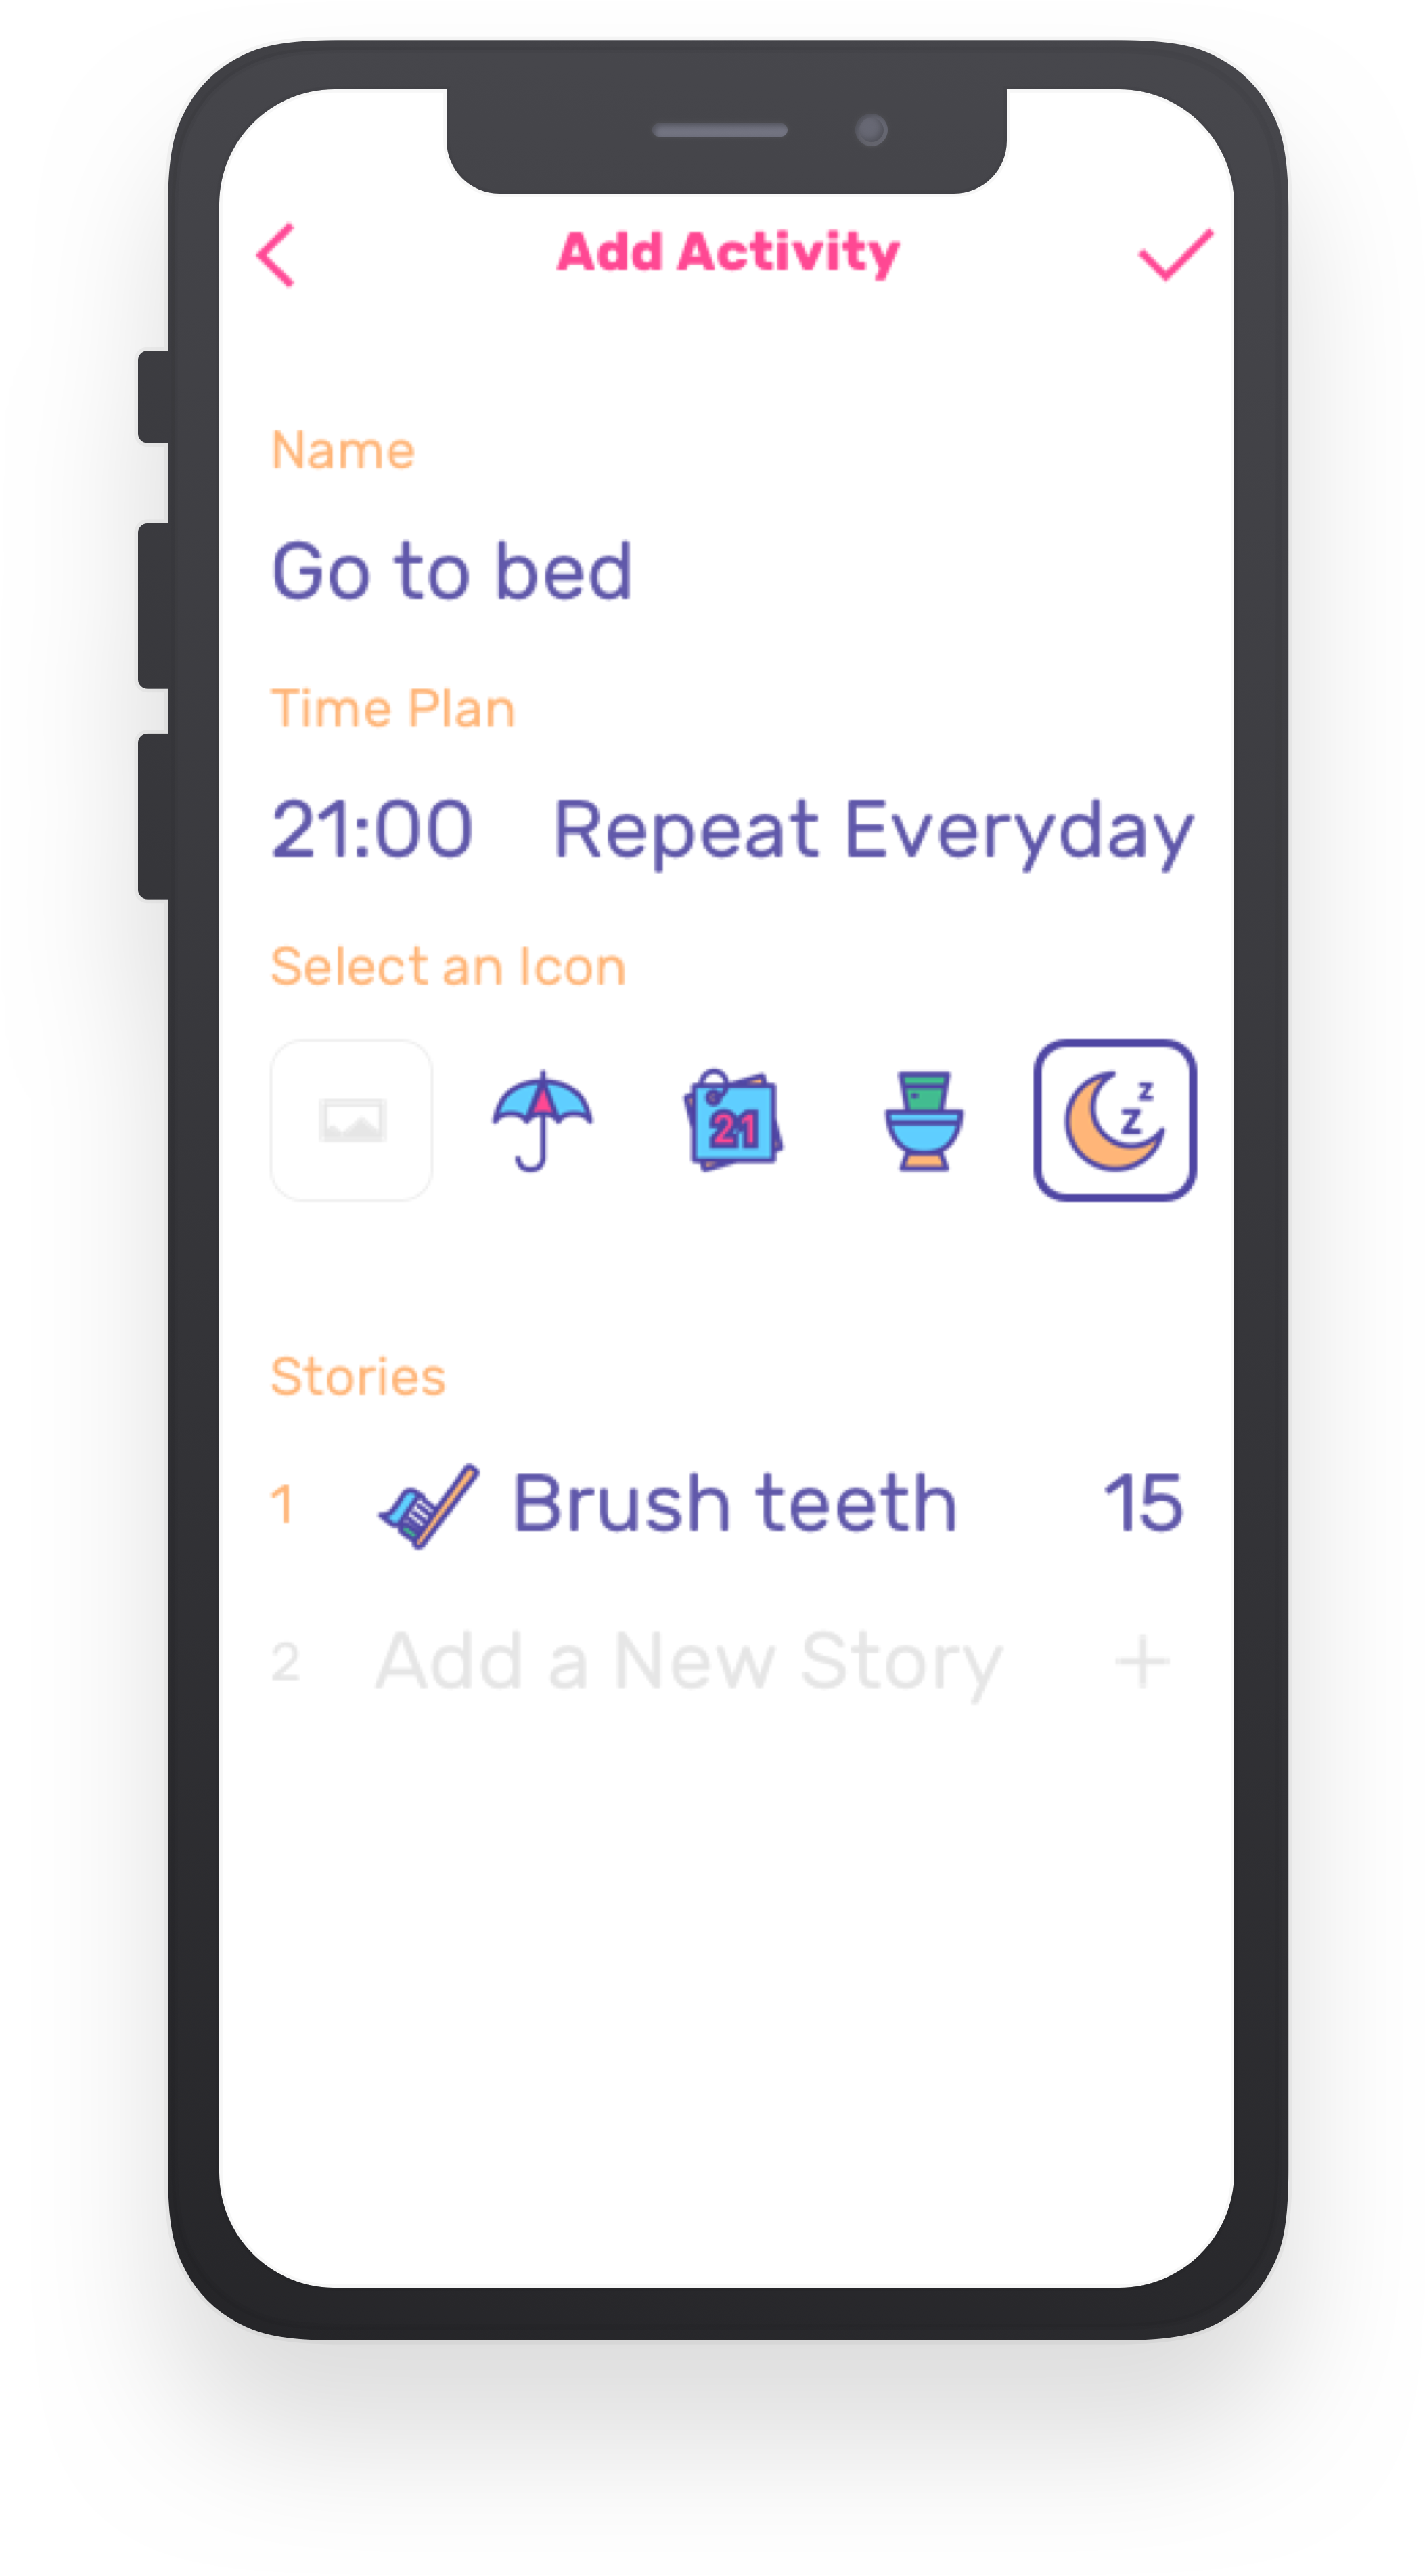 Add Activity
Name
Go to bed
Time Plan
21:00 Repeat Everyday
Select an Icon
21 z z
Stories
1 Brush teeth 15
2 Add a New Story +